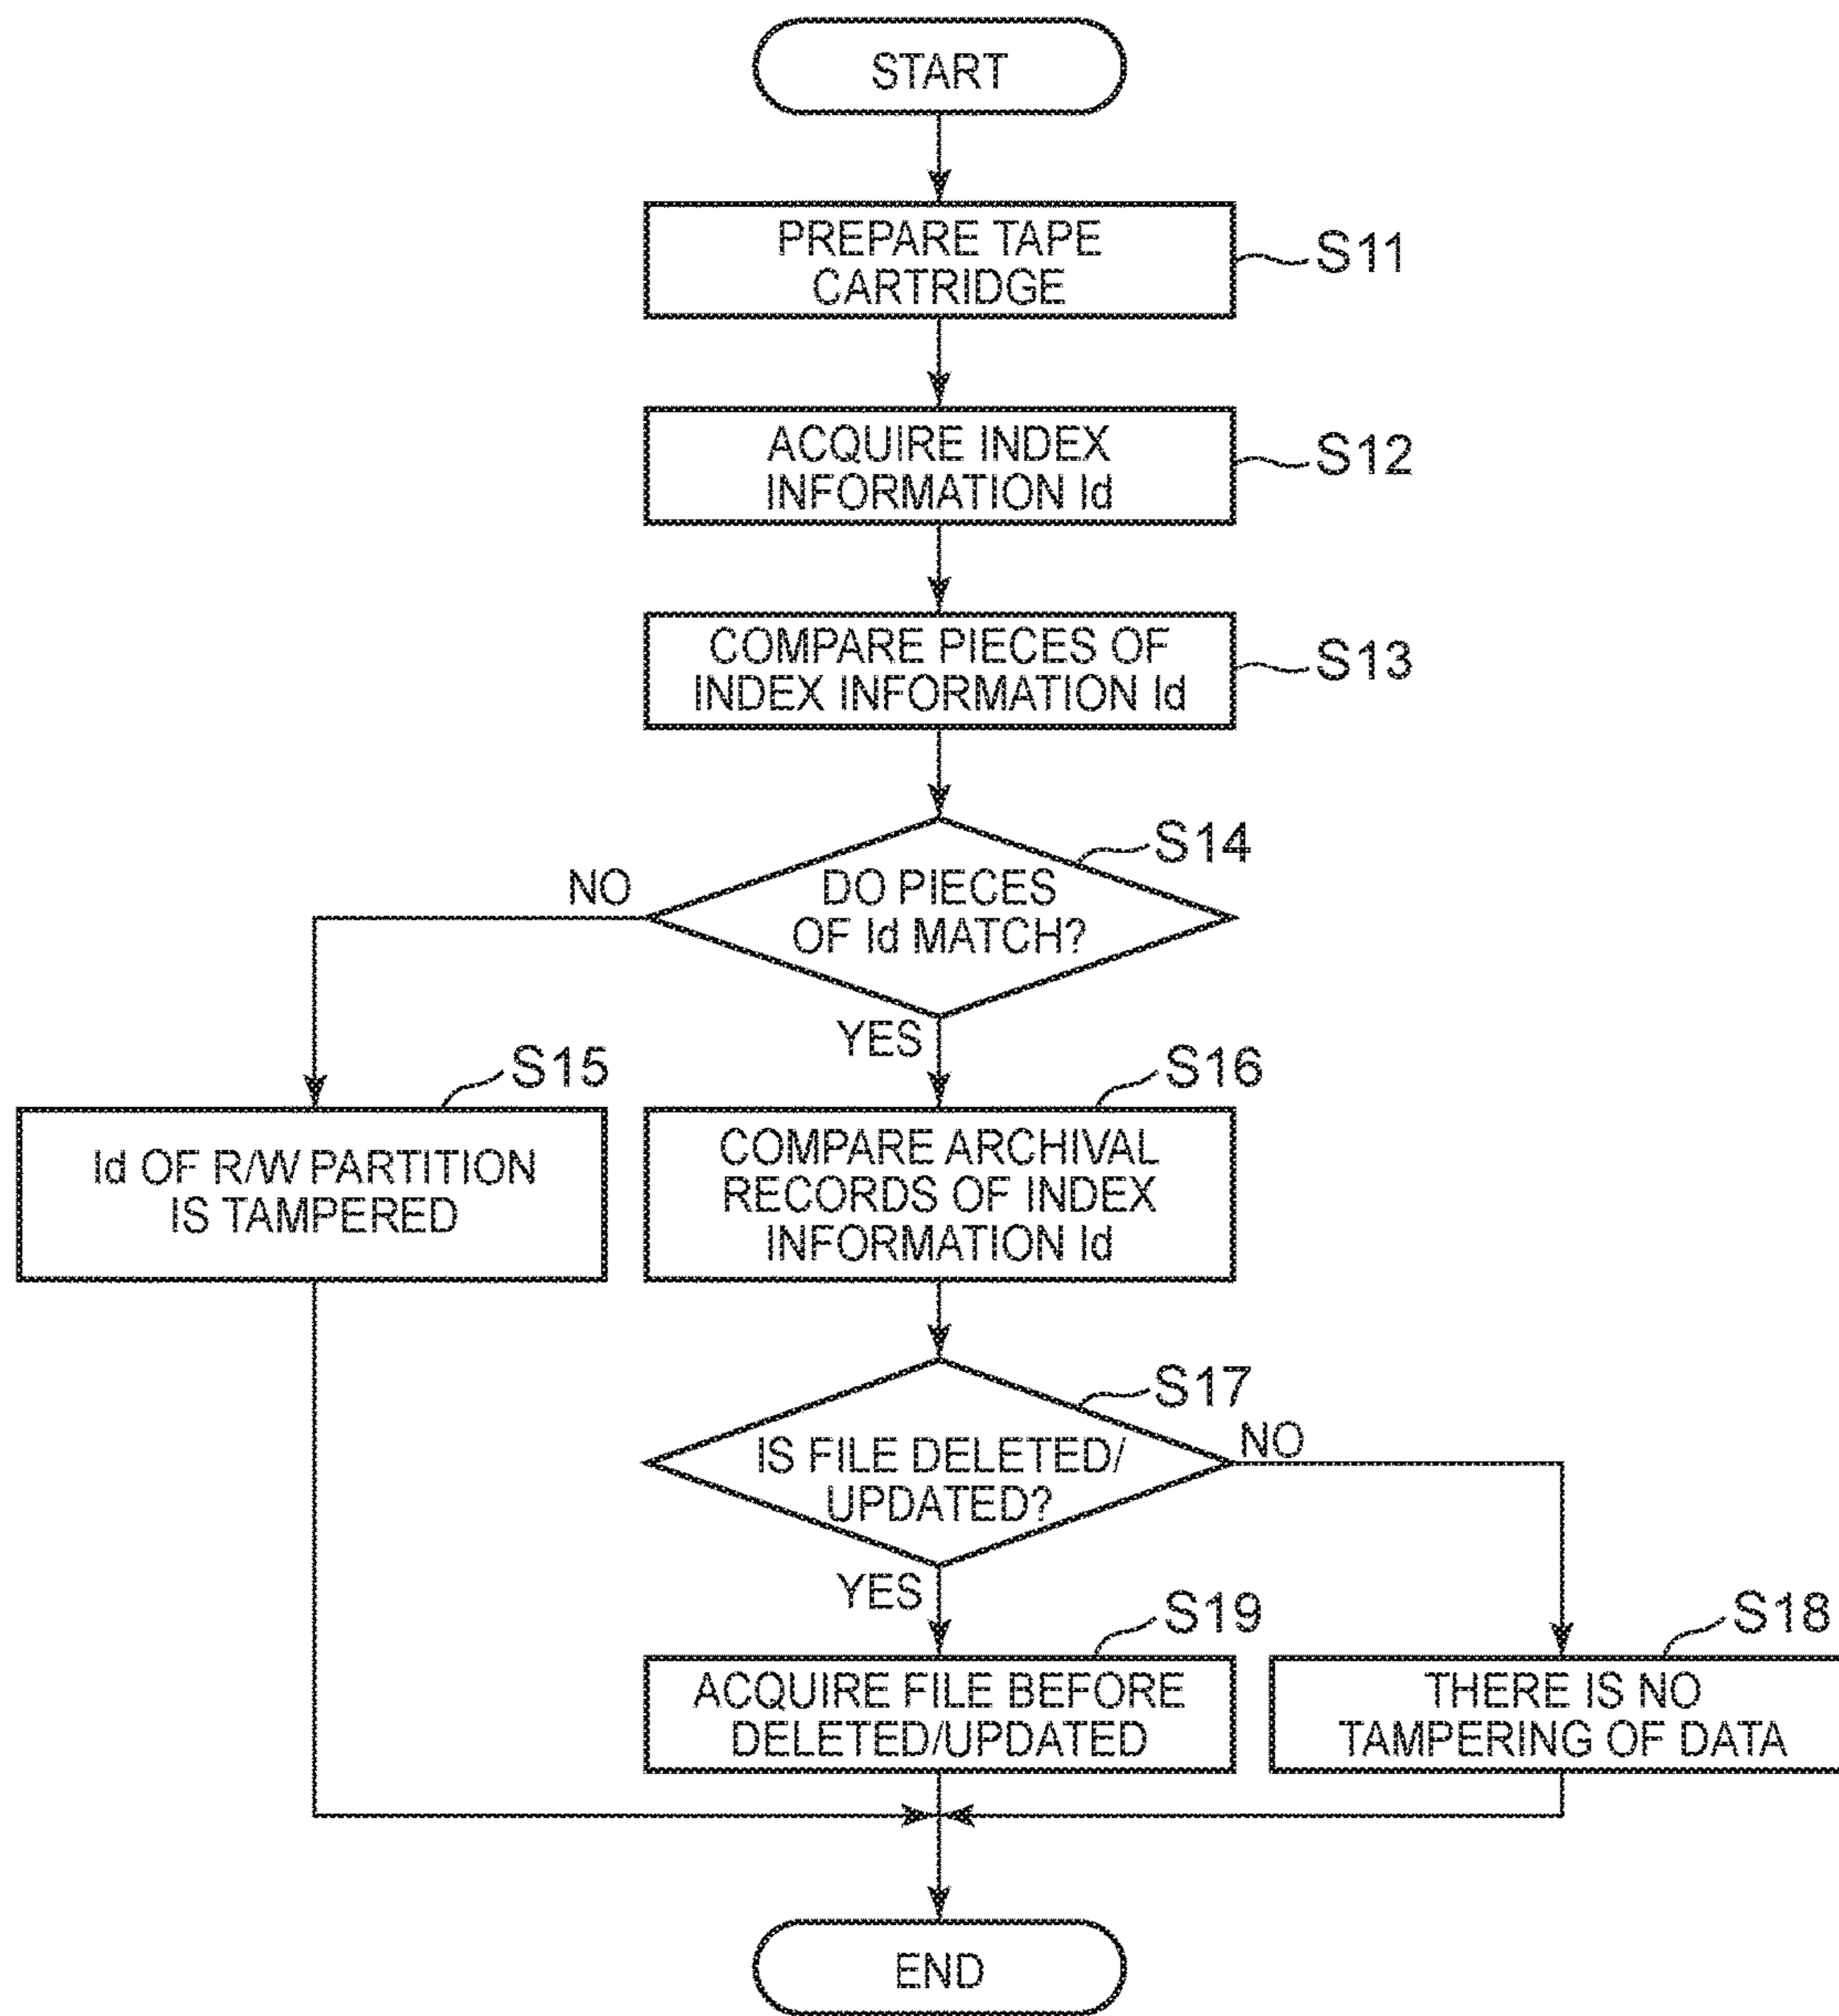 START
PREPARE TAPE
CARTRIDGE
S11
ACQUIRE INDEX
INFORMATION Id
S12
COMPARE PIECES OF
INDEX INFORMATION Id
S13
S14
NO
DO PIECES
OF Id MATCH?
YES
S15
Id OF R/W PARTITION
IS TAMPERED
S16
COMPARE ARCHIVAL
RECORDS OF INDEX
INFORMATION Id
S17
IS FILE DELETED/
UPDATED?
NO
YES
S19
ACQUIRE FILE BEFORE
DELETED/UPDATED
S18
THERE IS NO
TAMPERING OF DATA
END